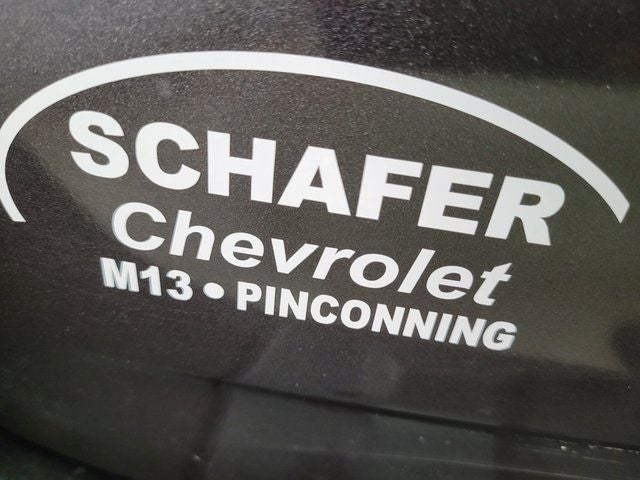 SCHAFER
Chevrolet
M13 • PINCONNING